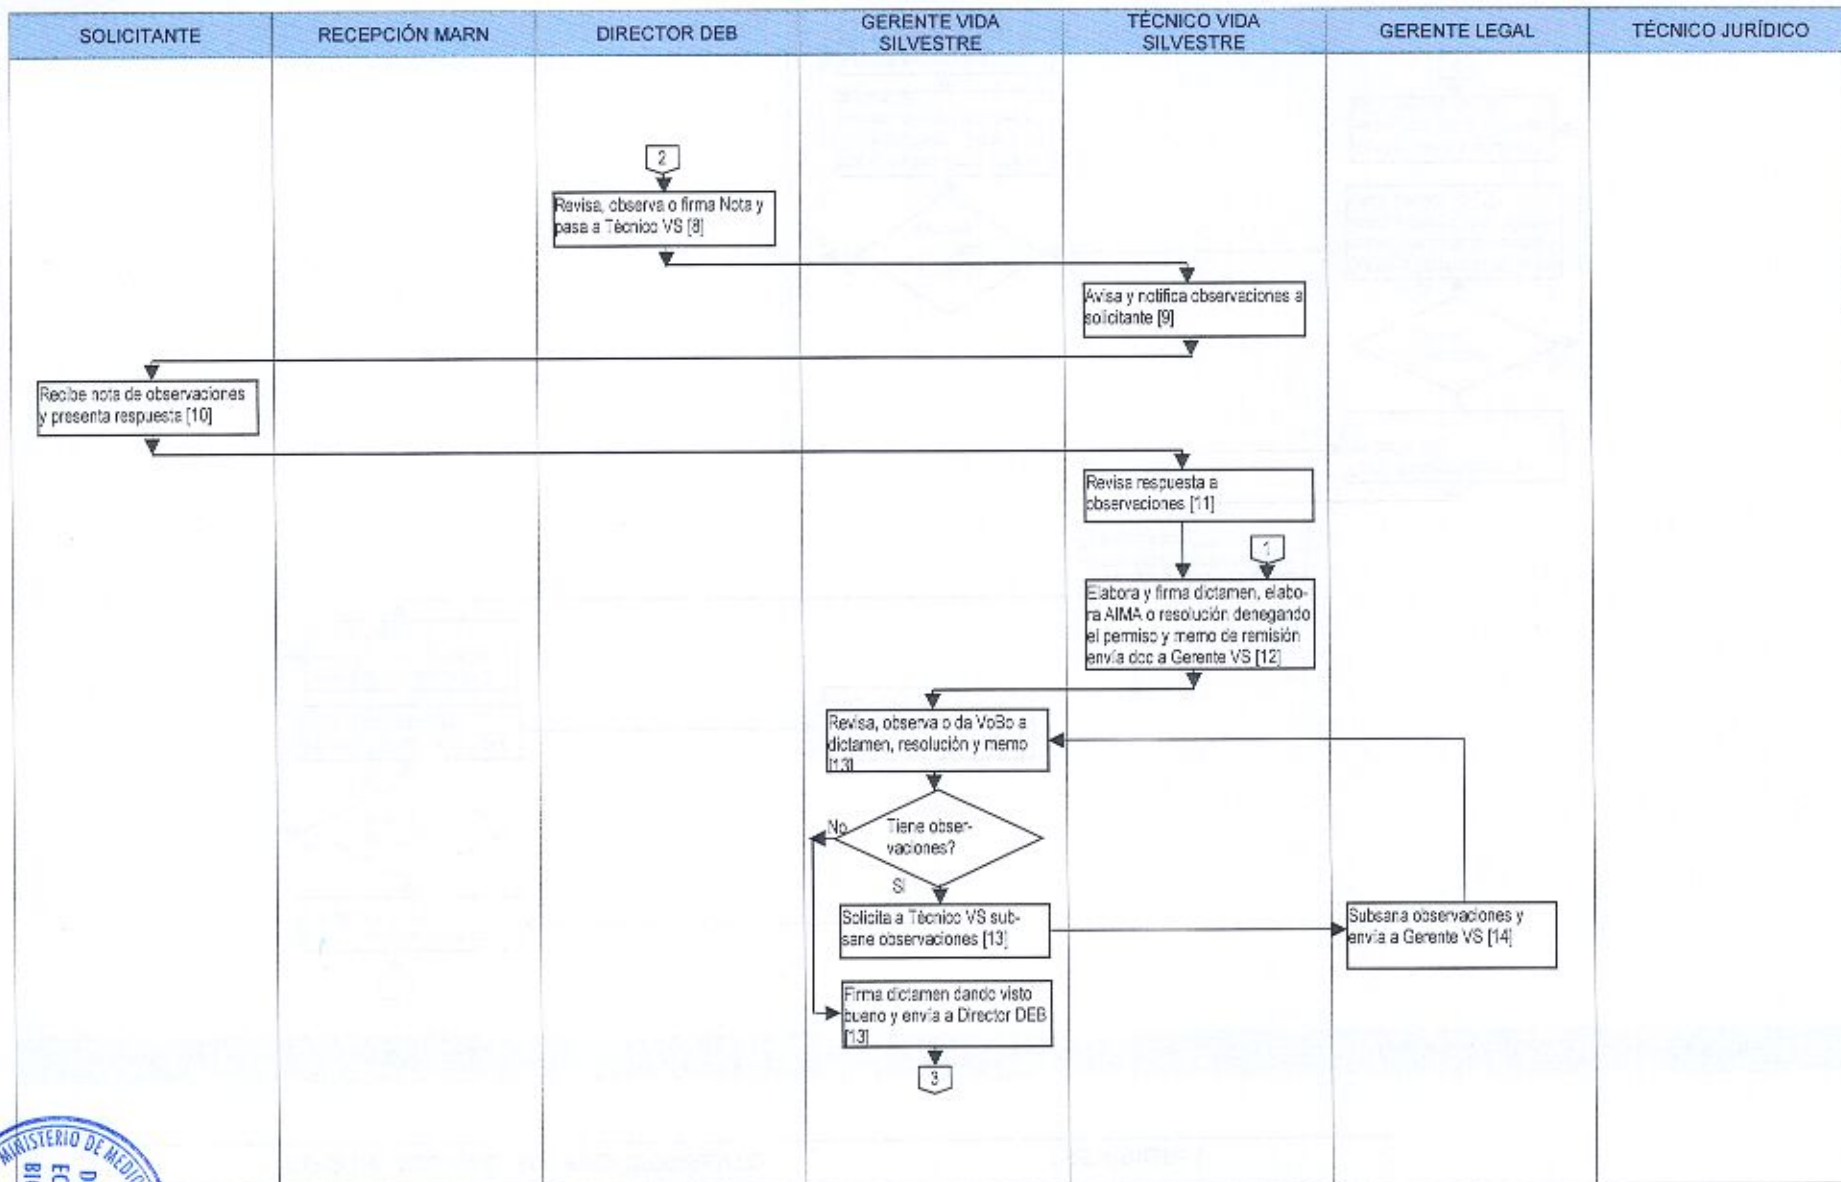 SOLICITANTE
RECEPCIÓN MARN
DIRECTOR DEB
GERENTE VIDA
SILVESTRE
TÉCNICO VIDA
SILVESTRE
GERENTE LEGAL
TÉCNICO JURÍDICO
2
Revisa, observa o firma Nota y
pasa a Técnico VS [8]
Avisa y notifica observaciones a
solicitante [9]
Recibe nota de observaciones
y presenta respuesta [10]
Revisa respuesta a
observaciones [11]
1
Elabora y firma dictamen, elabo-
ra AIMA o resolución denegando
el permiso y memo de remisión
envía doc a Gerente VS [12]
Revisa, observa o da VoBo a
dictamen, resolución y memo
[13]
No
Tiene obser-
vaciones?
SI
Solicita a Técnico VS sub-
sane observaciones [13]
Subsana observaciones y
envía a Gerente VS [14]
Firma dictamen dando visto
bueno y envía a Director DEB
[13]
3
MINISTERIO DE MEDIO